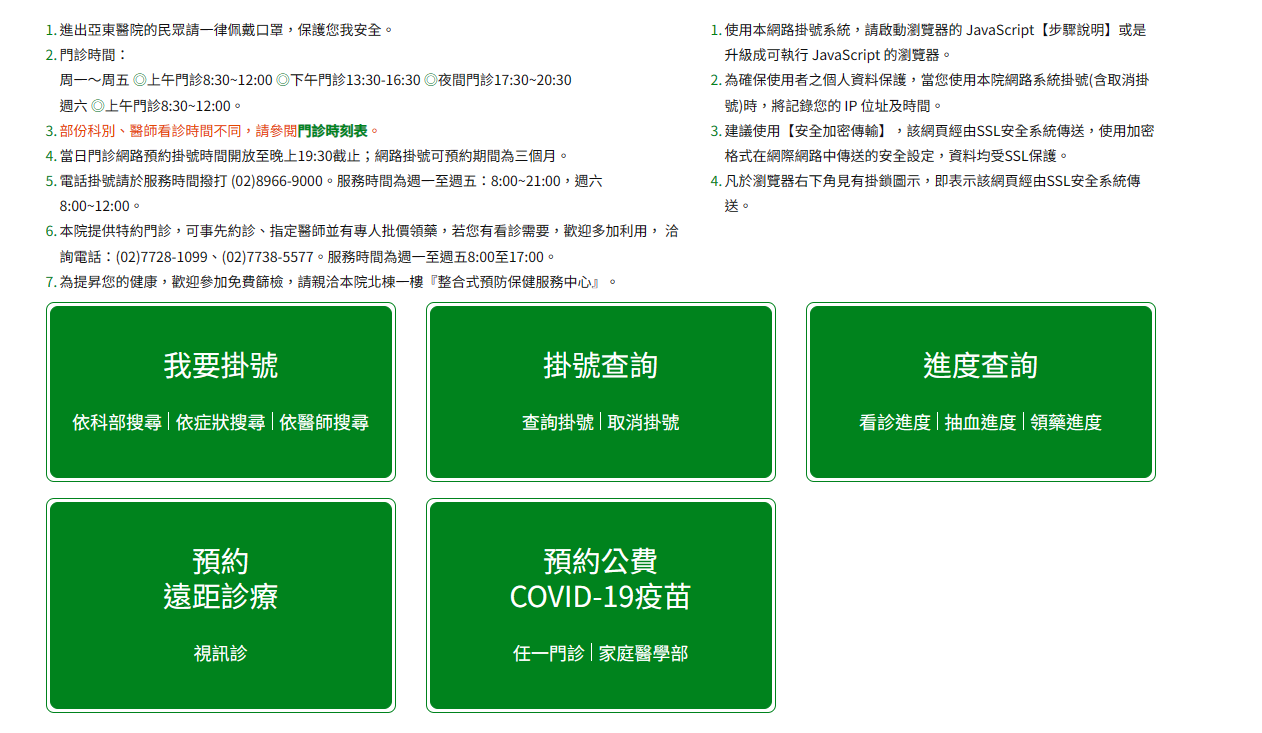 1. 進出亞東醫院的民眾請一律佩戴口罩，保護您我安全。
2. 門診時間：
周一～周五 ◎上午門診8:30~12:00 ◎下午門診13:30-16:30 ◎夜間門診17:30~20:30
週六 ◎上午門診8:30~12:00。
3. 部份科別、醫師看診時間不同，請參閱門診時刻表。
4. 當日門診網路預約掛號時間開放至晚上19:30截止；網路掛號可預約期間為三個月。
5. 電話掛號請於服務時間撥打 (02)8966-9000。服務時間為週一至週五：8:00~21:00，週六
8:00~12:00。
6. 本院提供特約門診，可事先約診、指定醫師並有專人批價領藥，若您有看診需要，歡迎多加利用， 洽
詢電話：(02)7728-1099、(02)7738-5577。服務時間為週一至週五8:00至17:00。
7. 為提昇您的健康，歡迎參加免費篩檢，請親洽本院北棟一樓『整合式預防保健服務中心』。
1. 使用本網路掛號系統，請啟動瀏覽器的 JavaScript【步驟說明】或是
升級成可執行 JavaScript 的瀏覽器。
2. 為確保使用者之個人資料保護，當您使用本院網路系統掛號(含取消掛
號)時，將記錄您的 IP 位址及時間。
3. 建議使用【安全加密傳輸】，該網頁經由SSL安全系統傳送，使用加密
格式在網際網路中傳送的安全設定，資料均受SSL保護。
4. 凡於瀏覽器右下角見有掛鎖圖示，即表示該網頁經由SSL安全系統傳
送。
我要掛號
依科部搜尋｜依症狀搜尋｜依醫師搜尋
掛號查詢
查詢掛號｜取消掛號
進度查詢
看診進度｜抽血進度｜領藥進度
預約
遠距診療
視訊診
預約公費
COVID-19疫苗
任一門診｜家庭醫學部